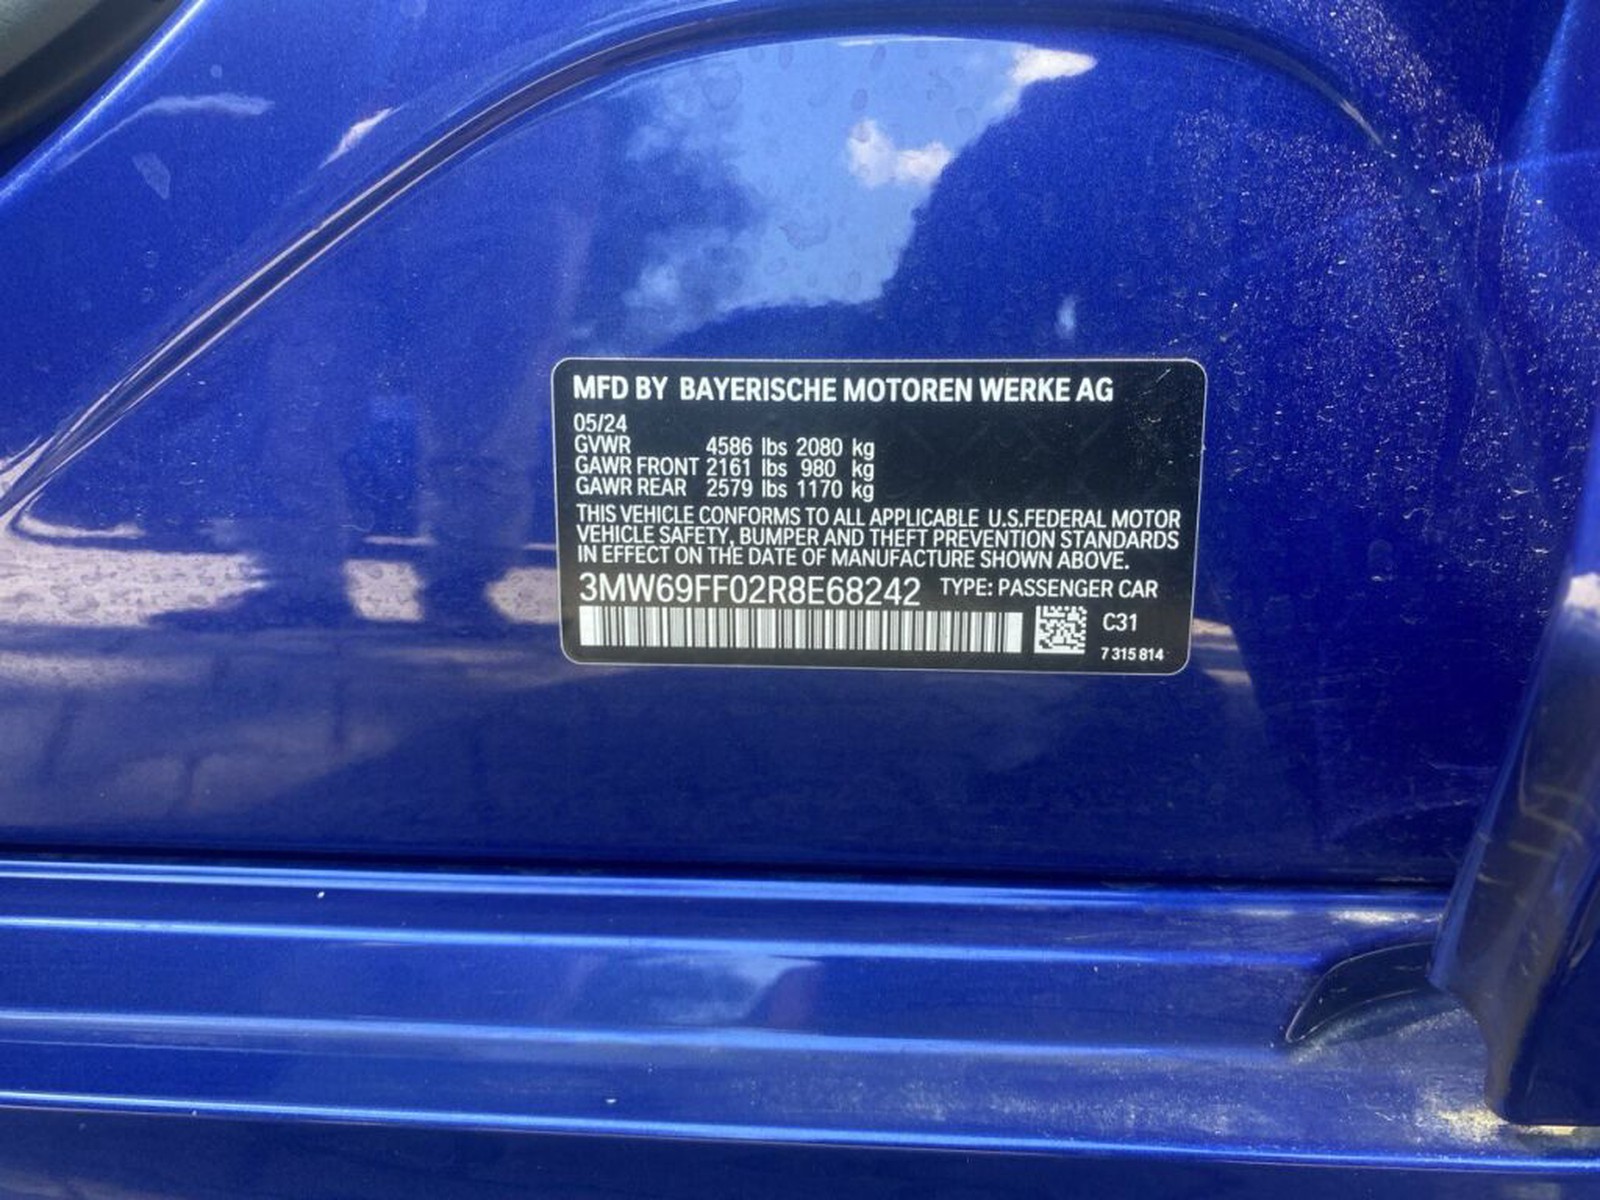 MFD BY BAYERISCHE MOTOREN WERKE AG
05/24
GVWR 4586 lbs 2080 kg
GAWR FRONT 2161 lbs 980 kg
GAWR REAR 2579 lbs 1170 kg
THIS VEHICLE CONFORMS TO ALL APPLICABLE U.S.FEDERAL MOTOR
VEHICLE SAFETY, BUMPER AND THEFT PREVENTION STANDARDS
IN EFFECT ON THE DATE OF MANUFACTURE SHOWN ABOVE.
3MW69FF02R8E68242 TYPE: PASSENGER CAR
C31
7 315 814